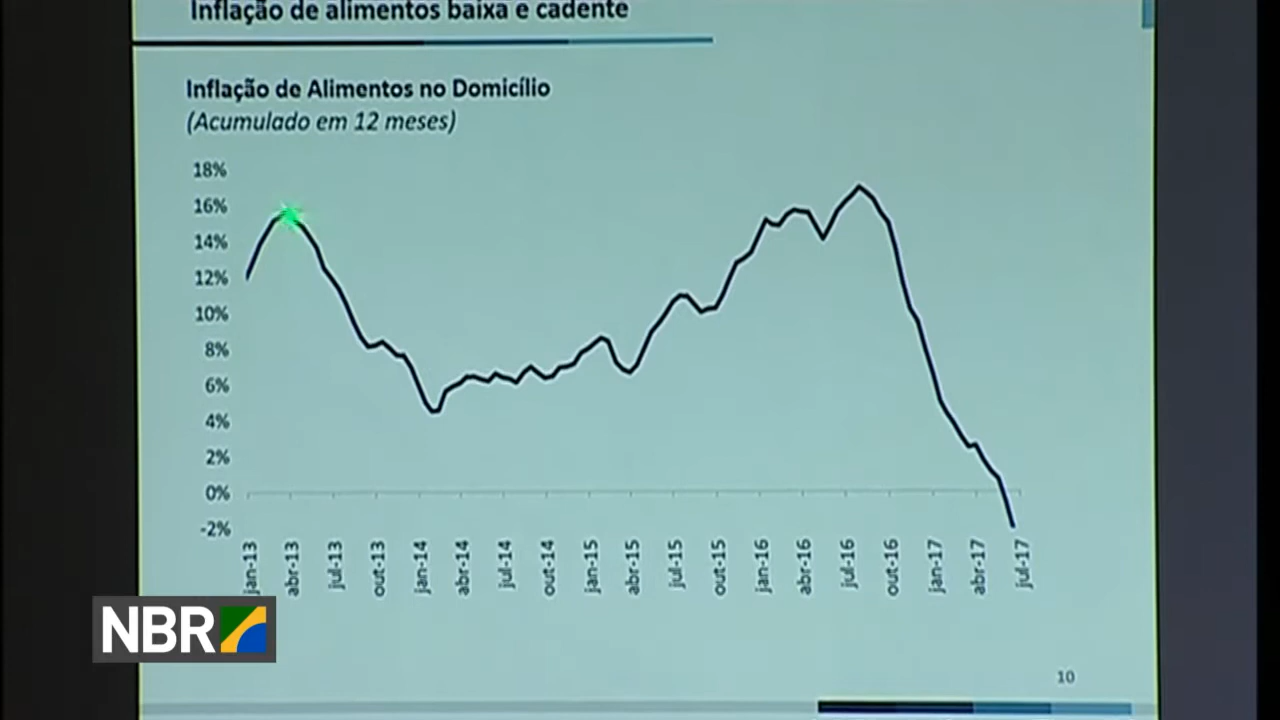 Inflação de alimentos baixa e cadente
Inflação de Alimentos no Domicílio
(Acumulado em 12 meses)
18%
16%
14%
12%
10%
8%
6%
4%
2%
0%
-2%
jan-13
abr-13
jul-13
out-13
jan-14
abr-14
jul-14
out-14
jan-15
abr-15
jul-15
out-15
jan-16
abr-16
jul-16
out-16
jan-17
abr-17
jul-17
NBR
10